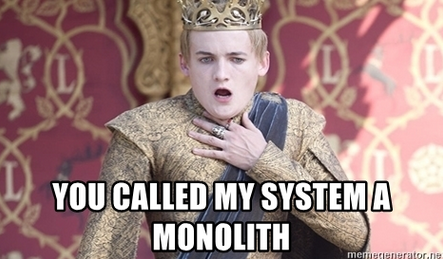 YOU CALLED MY SYSTEM A
MONOLITH
memegenerator.ne